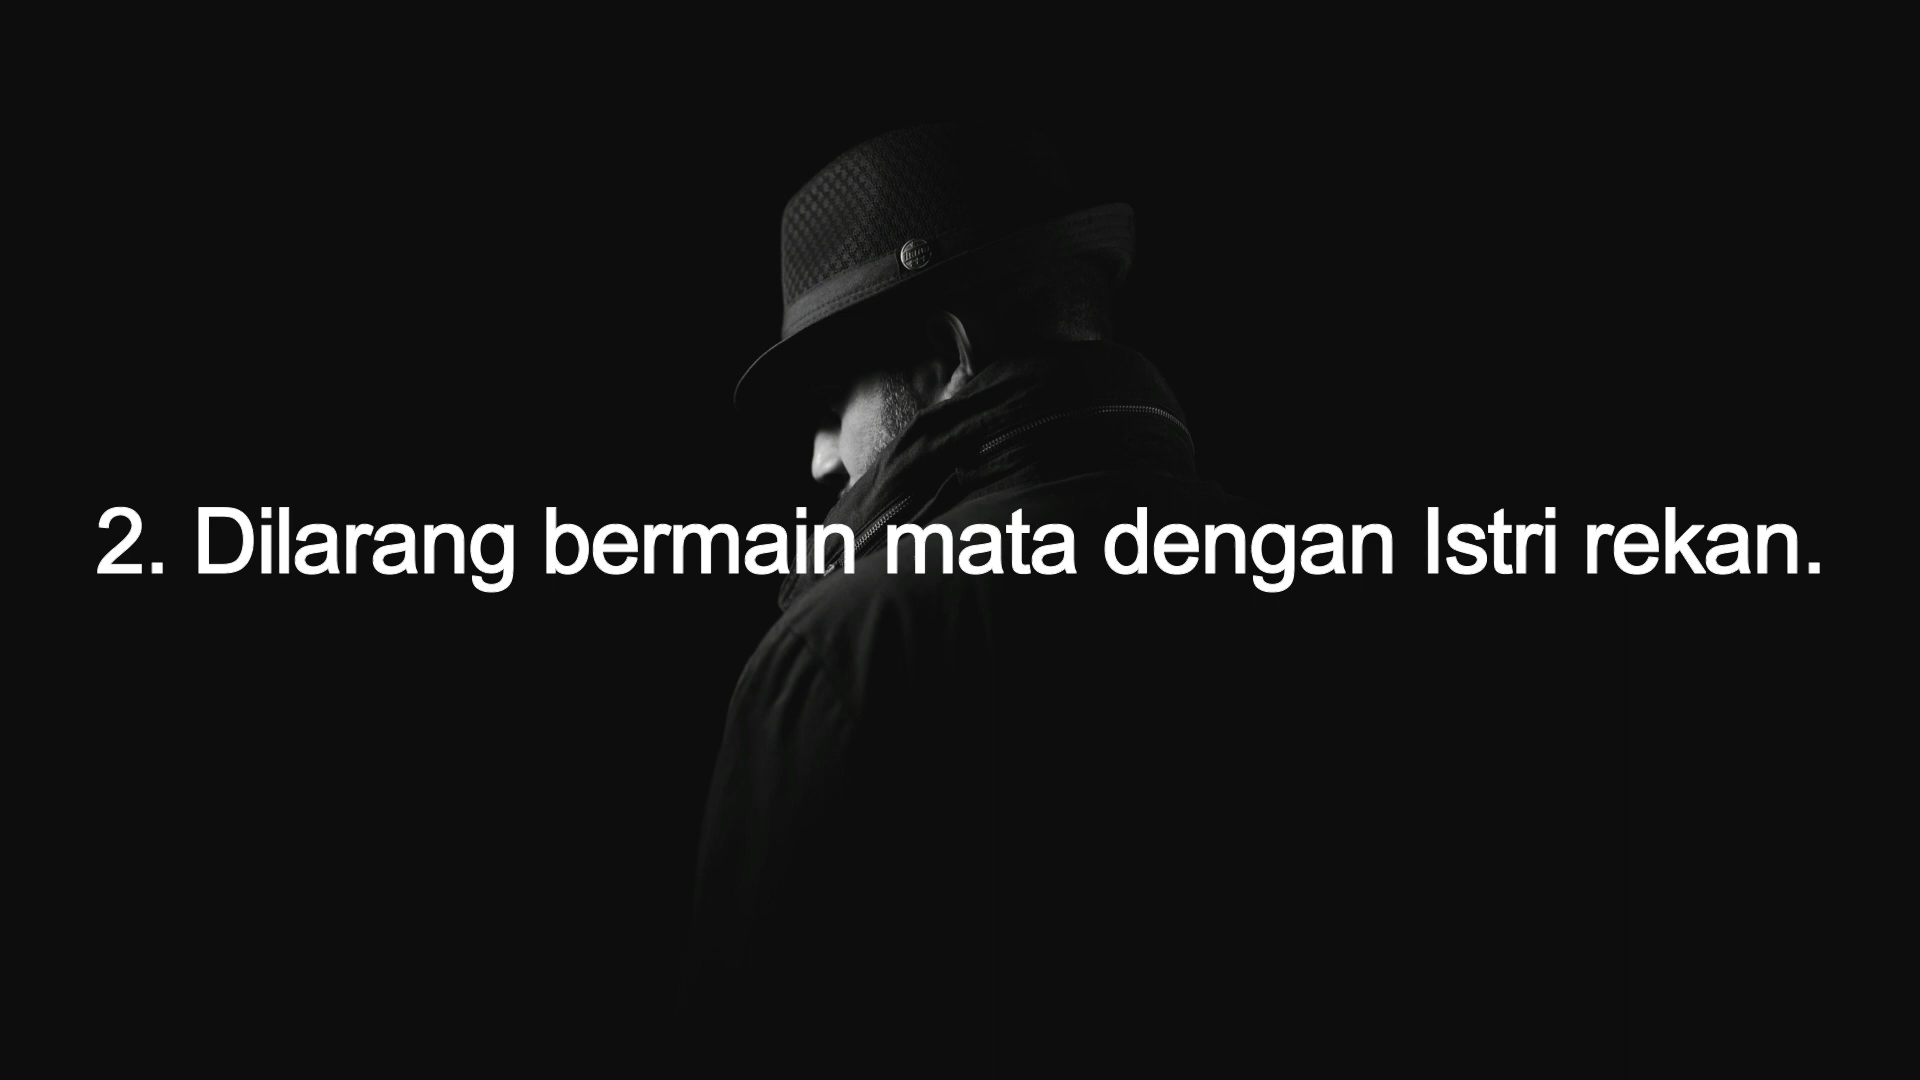 2. Dilarang bermain mata dengan Istri rekan.